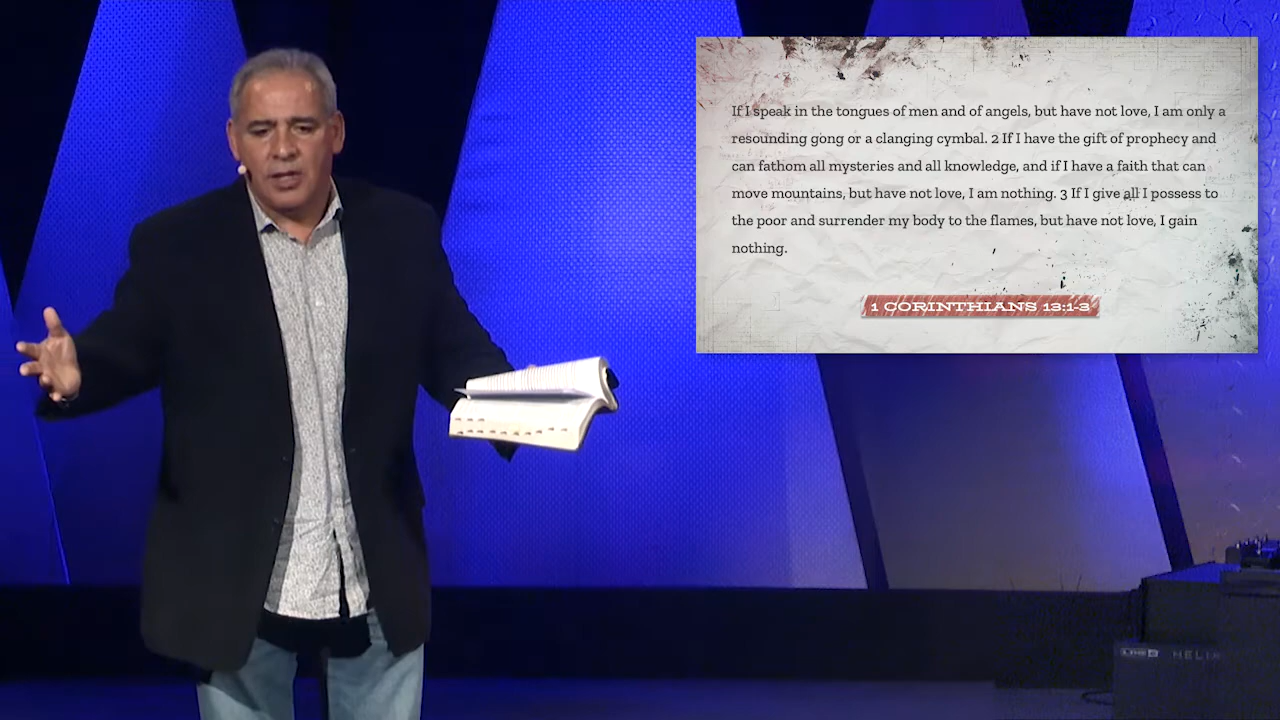 If I speak in the tongues of men and of angels, but have not love, I am only a
resounding gong or a clanging cymbal. 2 If I have the gift of prophecy and
can fathom all mysteries and all knowledge, and if I have a faith that can
move mountains, but have not love, I am nothing. 3 If I give all I possess to
the poor and surrender my body to the flames, but have not love, I gain
nothing.
1 CORINTHIANS 13:1-3
LINE 6 HELIX